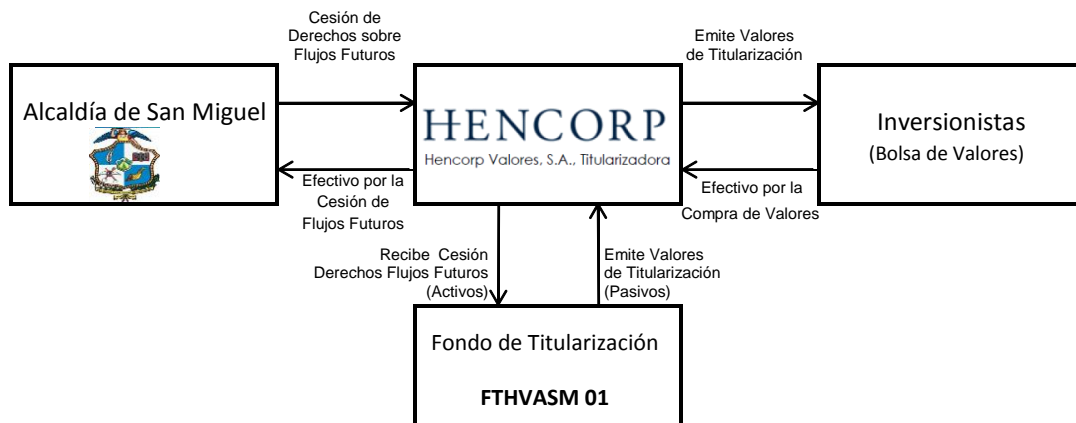 Cesión de
Derechos sobre
Flujos Futuros
Emite Valores
de Titularización
Alcaldía de San Miguel
HENCORP
Hencorp Valores, S.A., Titularizadora
Inversionistas
(Bolsa de Valores)
Efectivo por la
Cesión de
Flujos Futuros
Efectivo por la
Compra de Valores
Recibe Cesión
Derechos Flujos Futuros
(Activos)
Emite Valores
de Titularización
(Pasivos)
Fondo de Titularización
FTHVASM 01